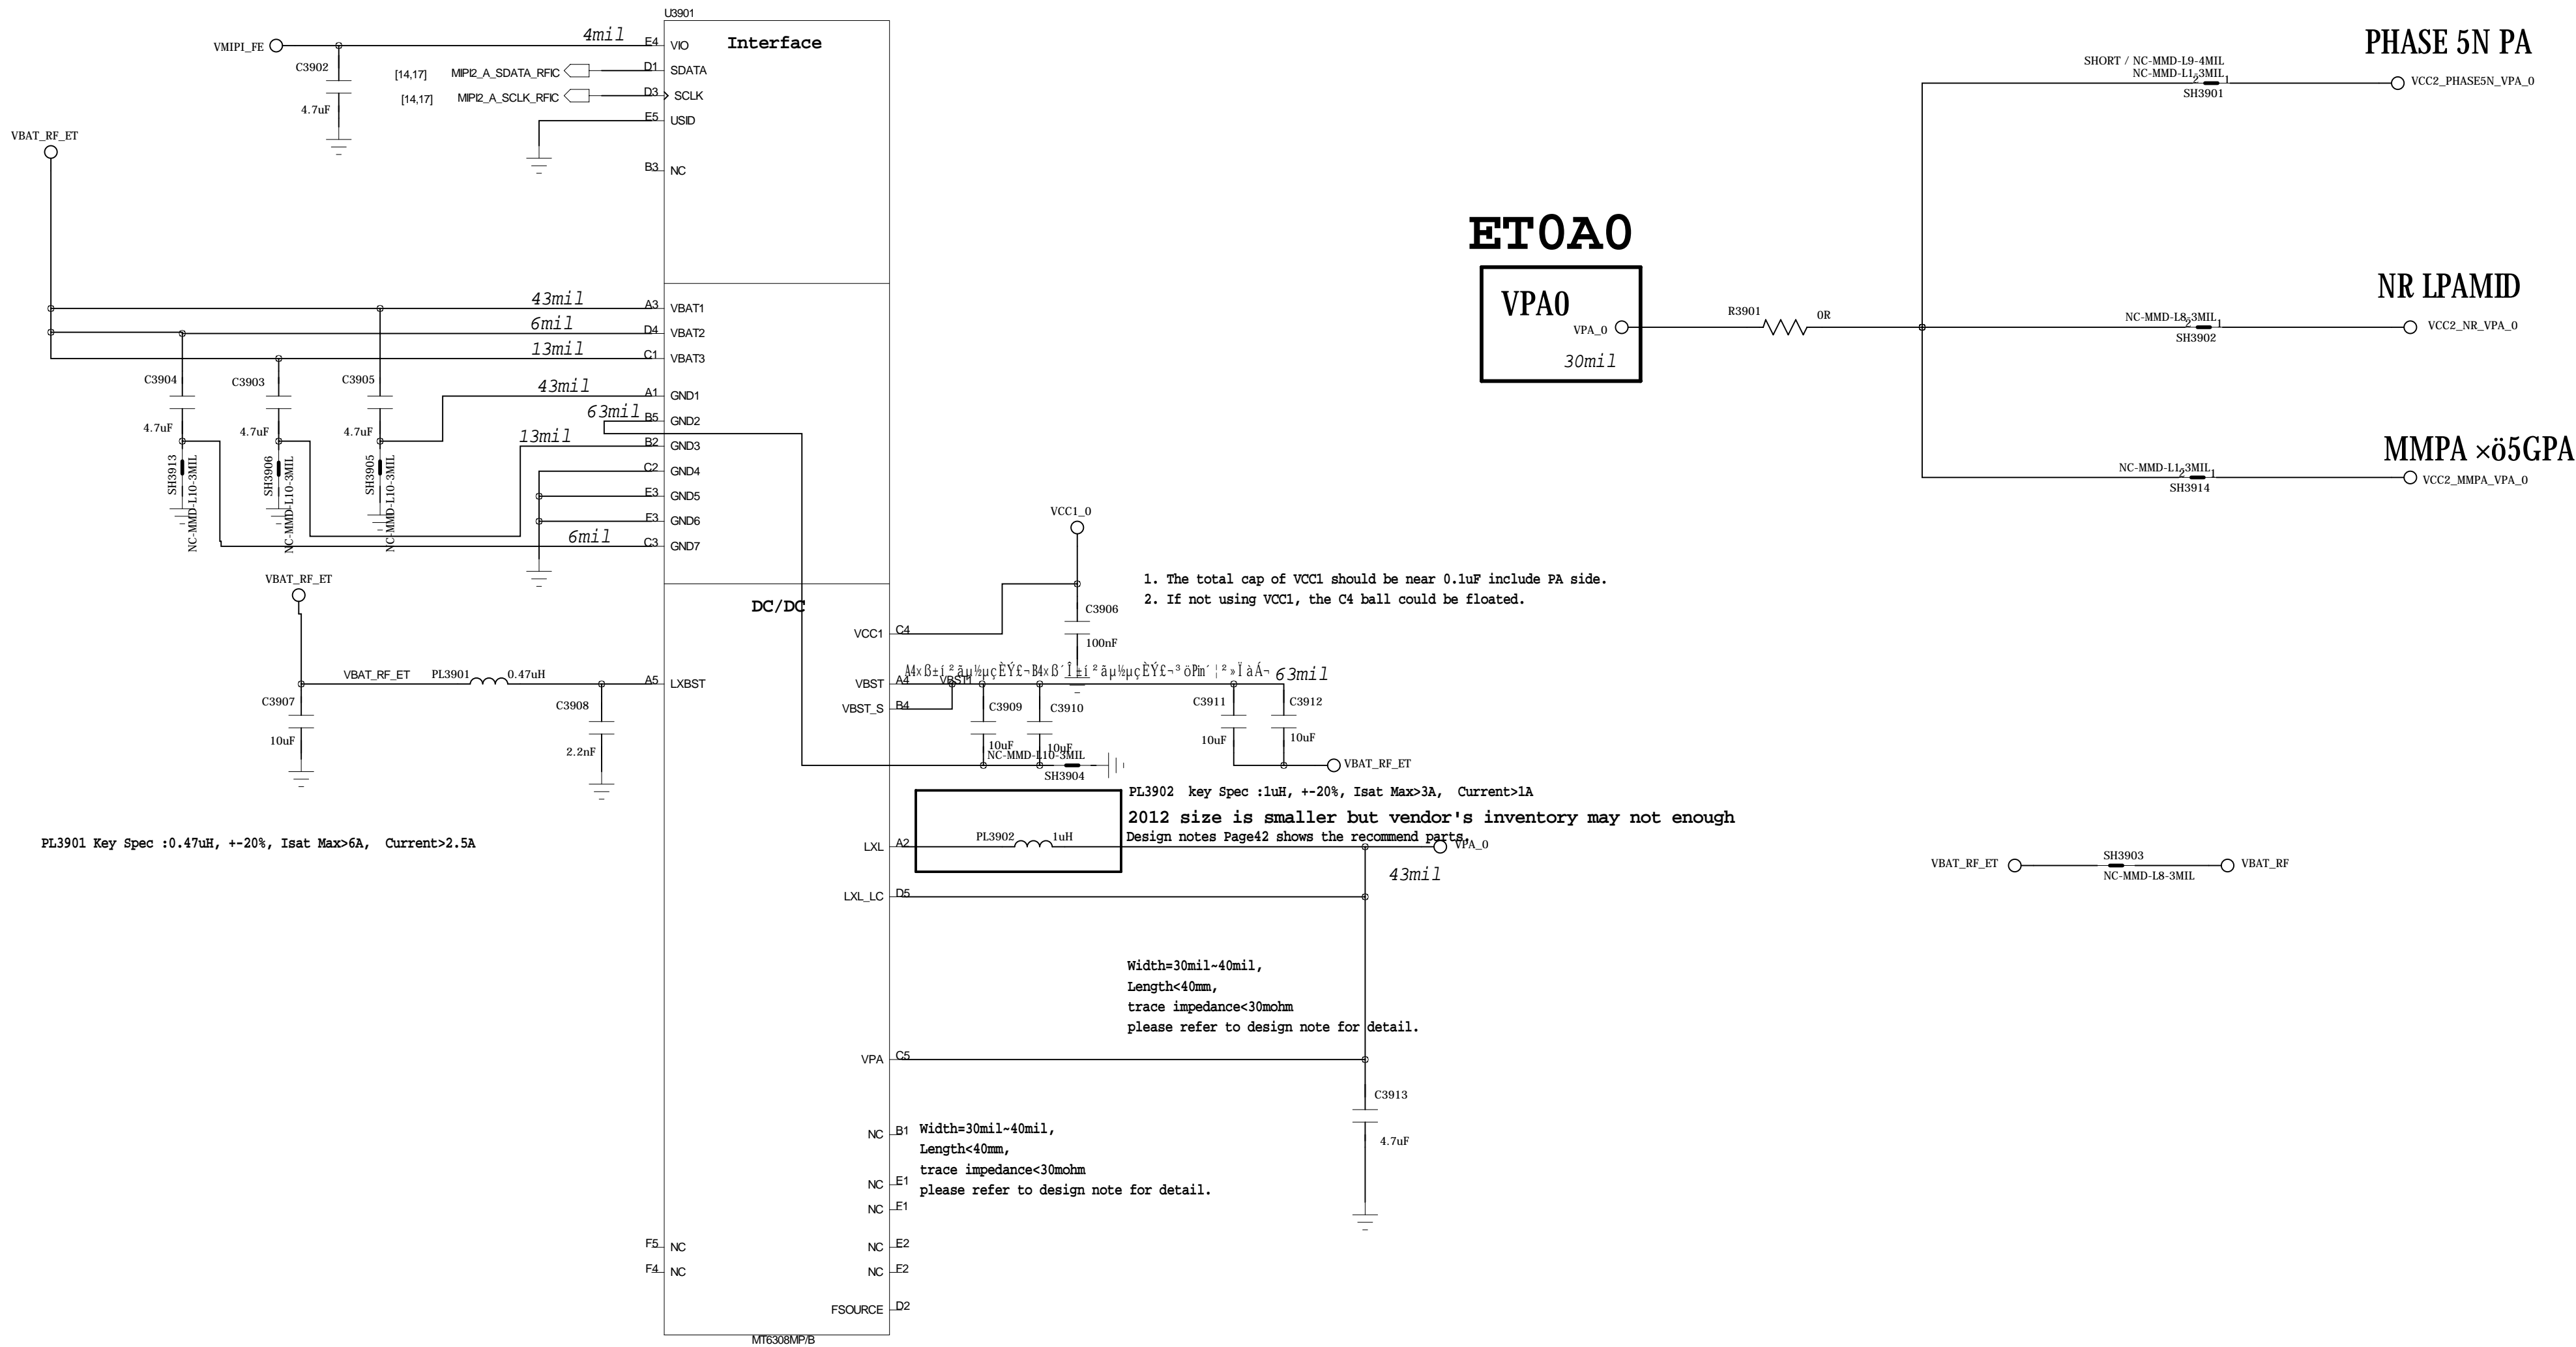 U3901
Interface
VMIPI_FE
4mil
E4 VIO
C3902
4.7uF
[14,17] MIPI2_A_SDATA_RFIC
D1 SDATA
[14,17] MIPI2_A_SCLK_RFIC
D3 SCLK
E5 USID
B3 NC
VBAT_RF_ET
43mil
A3 VBAT1
6mil
D4 VBAT2
13mil
C1 VBAT3
C3904
C3903
C3905
4.7uF
4.7uF
4.7uF
43mil
A1 GND1
63mil
B5 GND2
13mil
B2 GND3
C2 GND4
E3 GND5
F3 GND6
6mil
C3 GND7
SH3913
NC-MMD-L10-3MIL
SH3906
NC-MMD-L10-3MIL
SH3905
NC-MMD-L10-3MIL
VBAT_RF_ET
VBAT_RF_ET
PL3901
0.47uH
A5 LXBST
C3907
10uF
C3908
2.2nF
PL3901 Key Spec :0.47uH, +-20%, Isat Max>6A, Current>2.5A
DC/DC
VCC1_0
C3906
100nF
1. The total cap of VCC1 should be near 0.1uF include PA side.
2. If not using VCC1, the C4 ball could be floated.
VCC1 C4
63mil
VBST A4
VBST1
VBST_S B4
C3909
10uF
C3910
10uF
C3911
10uF
C3912
10uF
NC-MMD-L10-3MIL
SH3904
VBAT_RF_ET
PL3902 key Spec :1uH, +-20%, Isat Max>3A, Current>1A
2012 size is smaller but vendor's inventory may not enough
Design notes Page42 shows the recommend parts.
PL3902
1uH
LXL A2
VPA_0
43mil
LXL_LC D5
Width=30mil~40mil,
Length<40mm,
trace impedance<30mohm
please refer to design note for detail.
VPA C5
C3913
4.7uF
NC B1
Width=30mil~40mil,
Length<40mm,
trace impedance<30mohm
please refer to design note for detail.
NC E1
NC F1
F5 NC
NC E2
F4 NC
NC F2
FSOURCE D2
MT6308MP/B
ET0A0
VPA0
VPA_0
30mil
R3901
0R
PHASE 5N PA
SHORT / NC-MMD-L9-4MIL
NC-MMD-L1-3MIL
2
1
SH3901
VCC2_PHASE5N_VPA_0
NR LPAMID
NC-MMD-L8-3MIL
2
1
SH3902
VCC2_NR_VPA_0
MMPA ×ö5GPA
NC-MMD-L1-3MIL
2
1
SH3914
VCC2_MMPA_VPA_0
VBAT_RF_ET
SH3903
NC-MMD-L8-3MIL
VBAT_RF